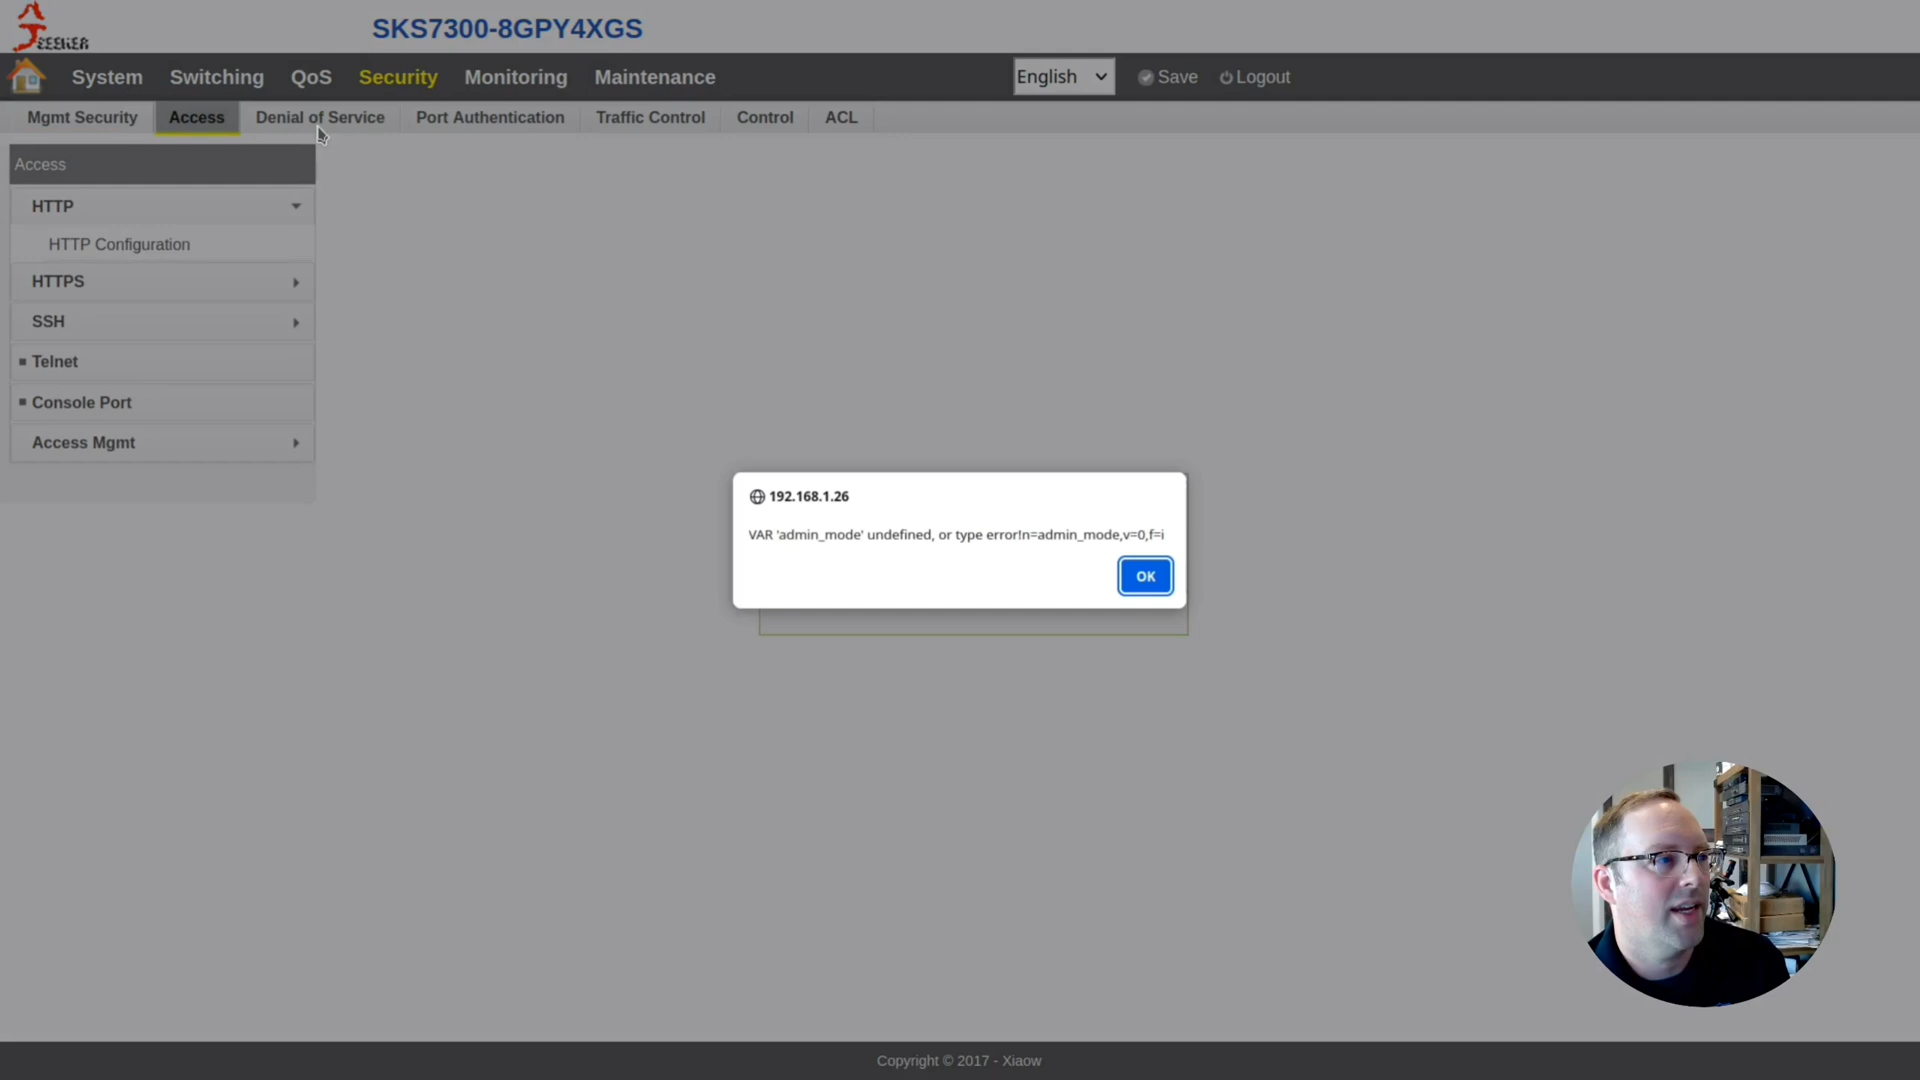 SEEKER
SKS7300-8GPY4XGS
System Switching QoS Security Monitoring Maintenance English Save Logout
Mgmt Security Access Denial of Service Port Authentication Traffic Control Control ACL
Access
HTTP
HTTP Configuration
HTTPS
SSH
Telnet
Console Port
Access Mgmt
192.168.1.26
VAR 'admin_mode' undefined, or type error!n=admin_mode,v=0,f=i
OK
Copyright © 2017 - Xiaow